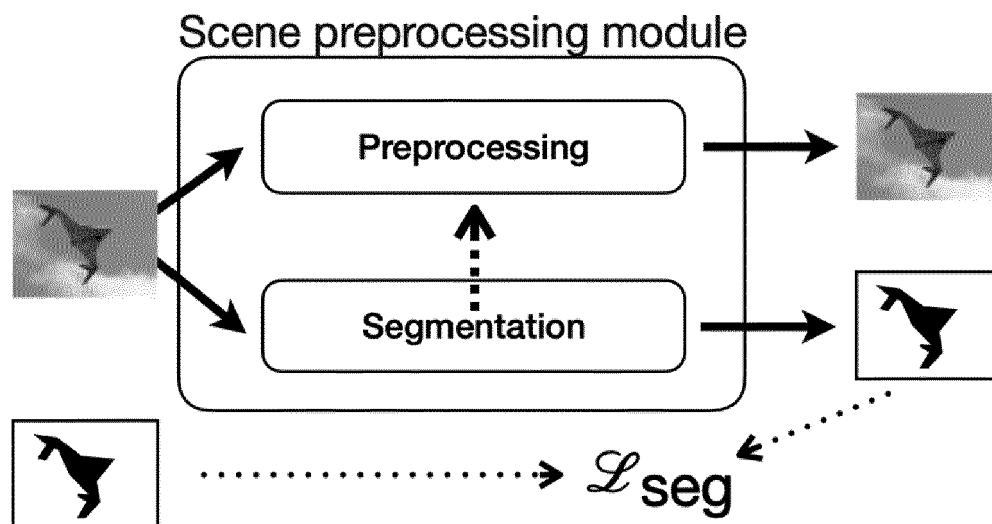 Scene preprocessing module
Preprocessing
Segmentation
ℒseg